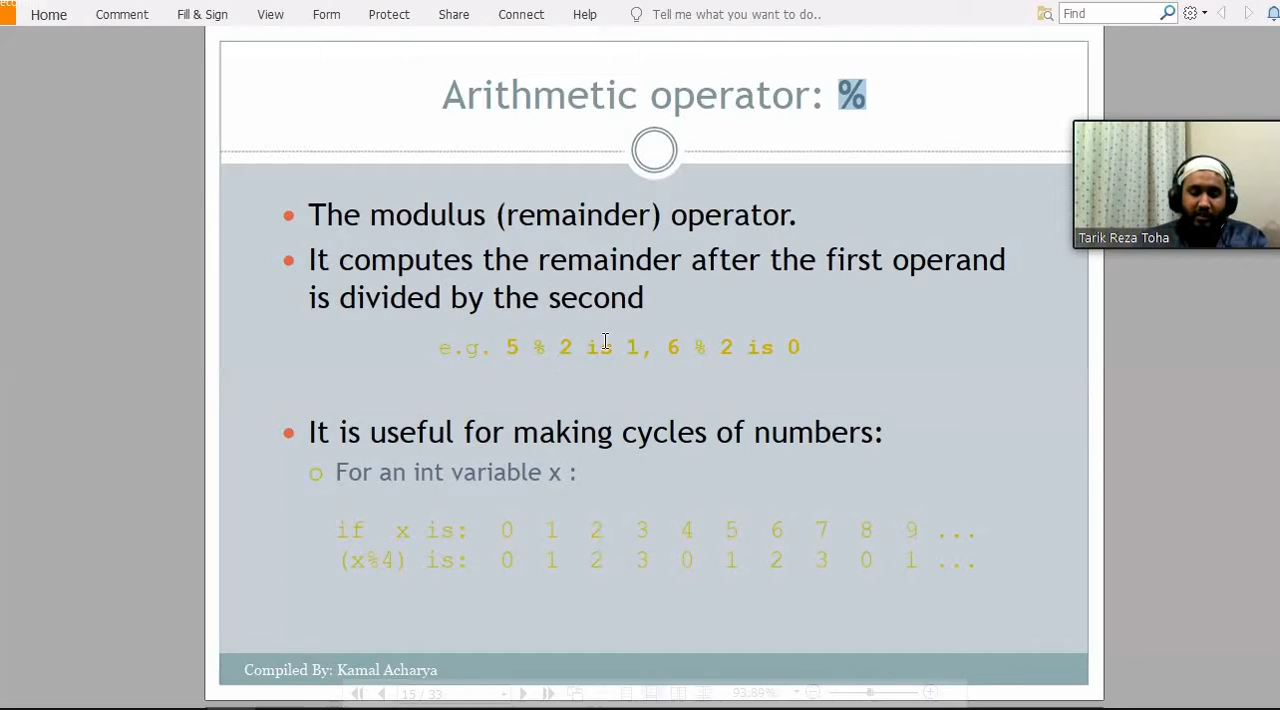 Home Comment Fill & Sign View Form Protect Share Connect Help Tell me what you want to do.. Find
Arithmetic operator: %
• The modulus (remainder) operator.
• It computes the remainder after the first operand
is divided by the second
e.g. 5 % 2 is 1, 6 % 2 is 0
Tarik Reza Toha
• It is useful for making cycles of numbers:
o For an int variable x :
if x is: 0 1 2 3 4 5 6 7 8 9 ...
(x%4) is: 0 1 2 3 0 1 2 3 0 1 ...
Compiled By: Kamal Acharya
15 / 33 93.89%